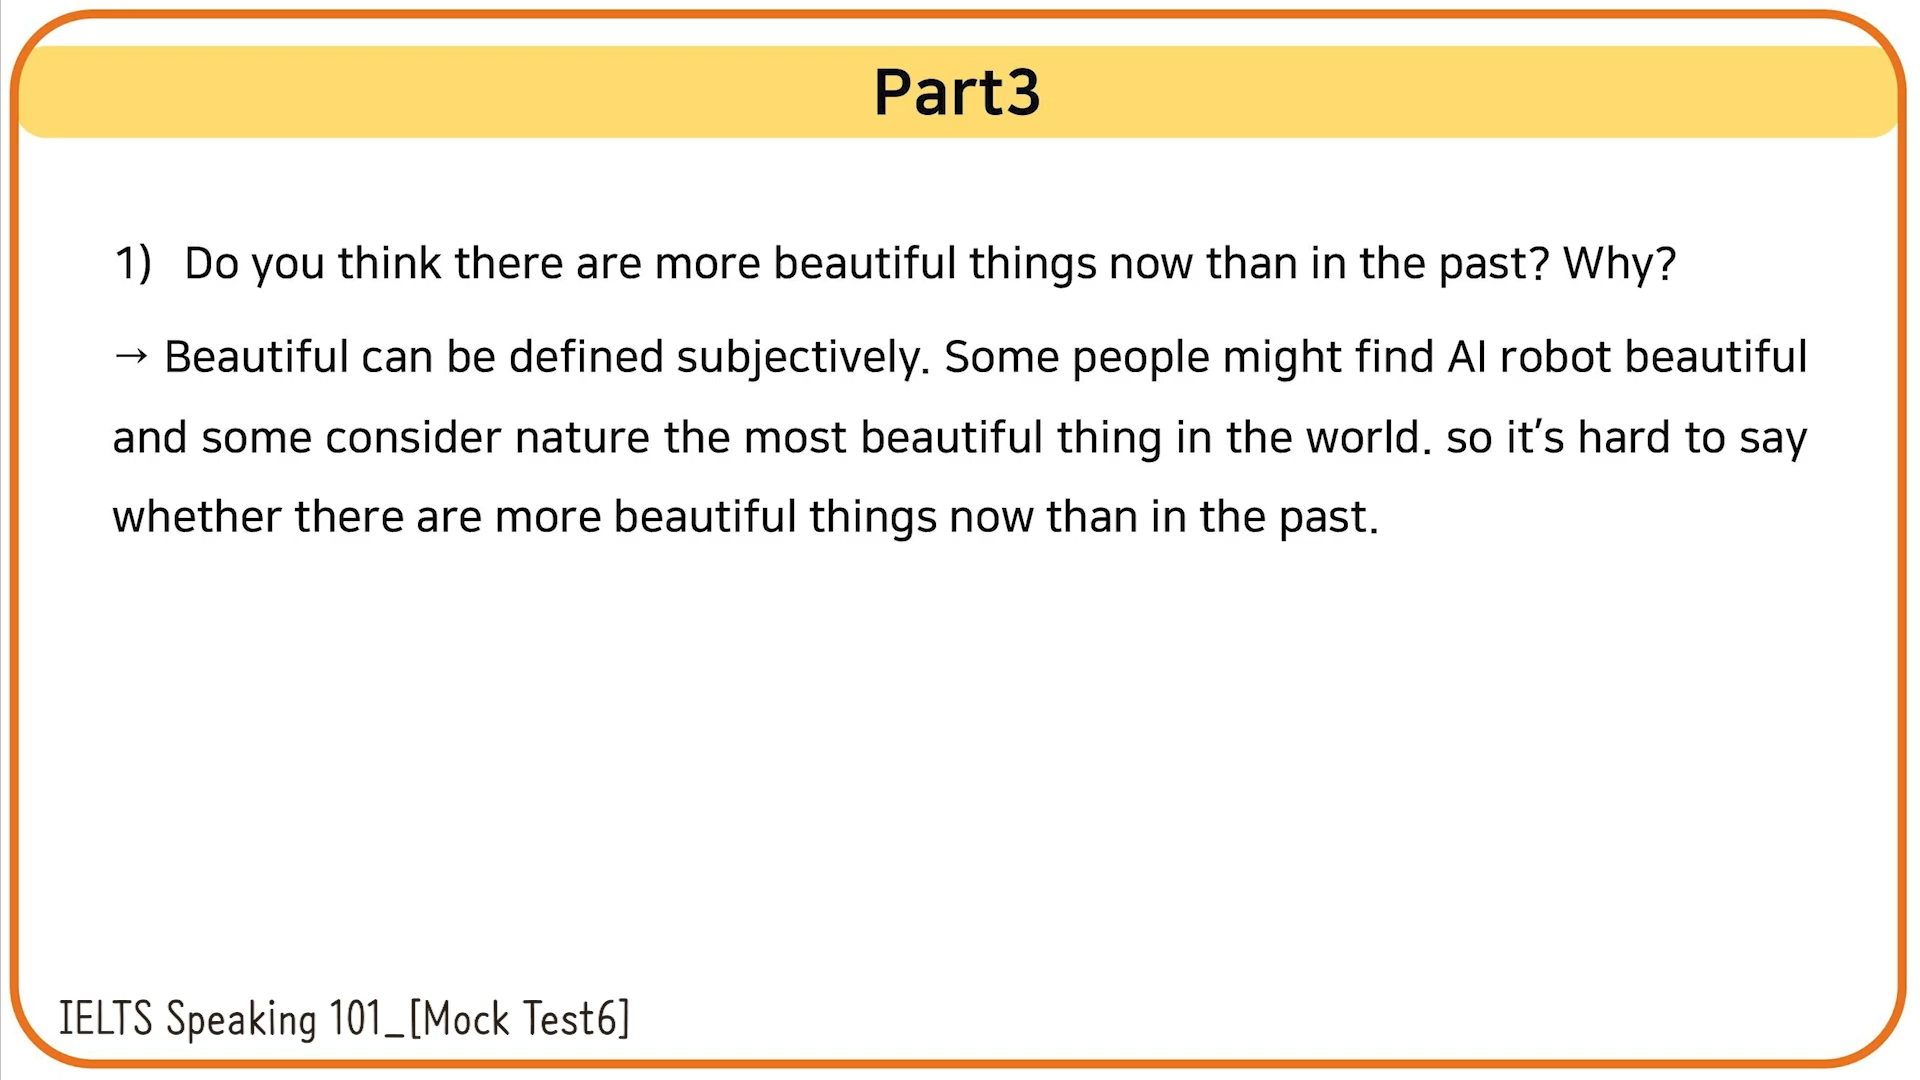 Part3
1) Do you think there are more beautiful things now than in the past? Why?
→ Beautiful can be defined subjectively. Some people might find AI robot beautiful
and some consider nature the most beautiful thing in the world. so it’s hard to say
whether there are more beautiful things now than in the past.
IELTS Speaking 101_[Mock Test6]